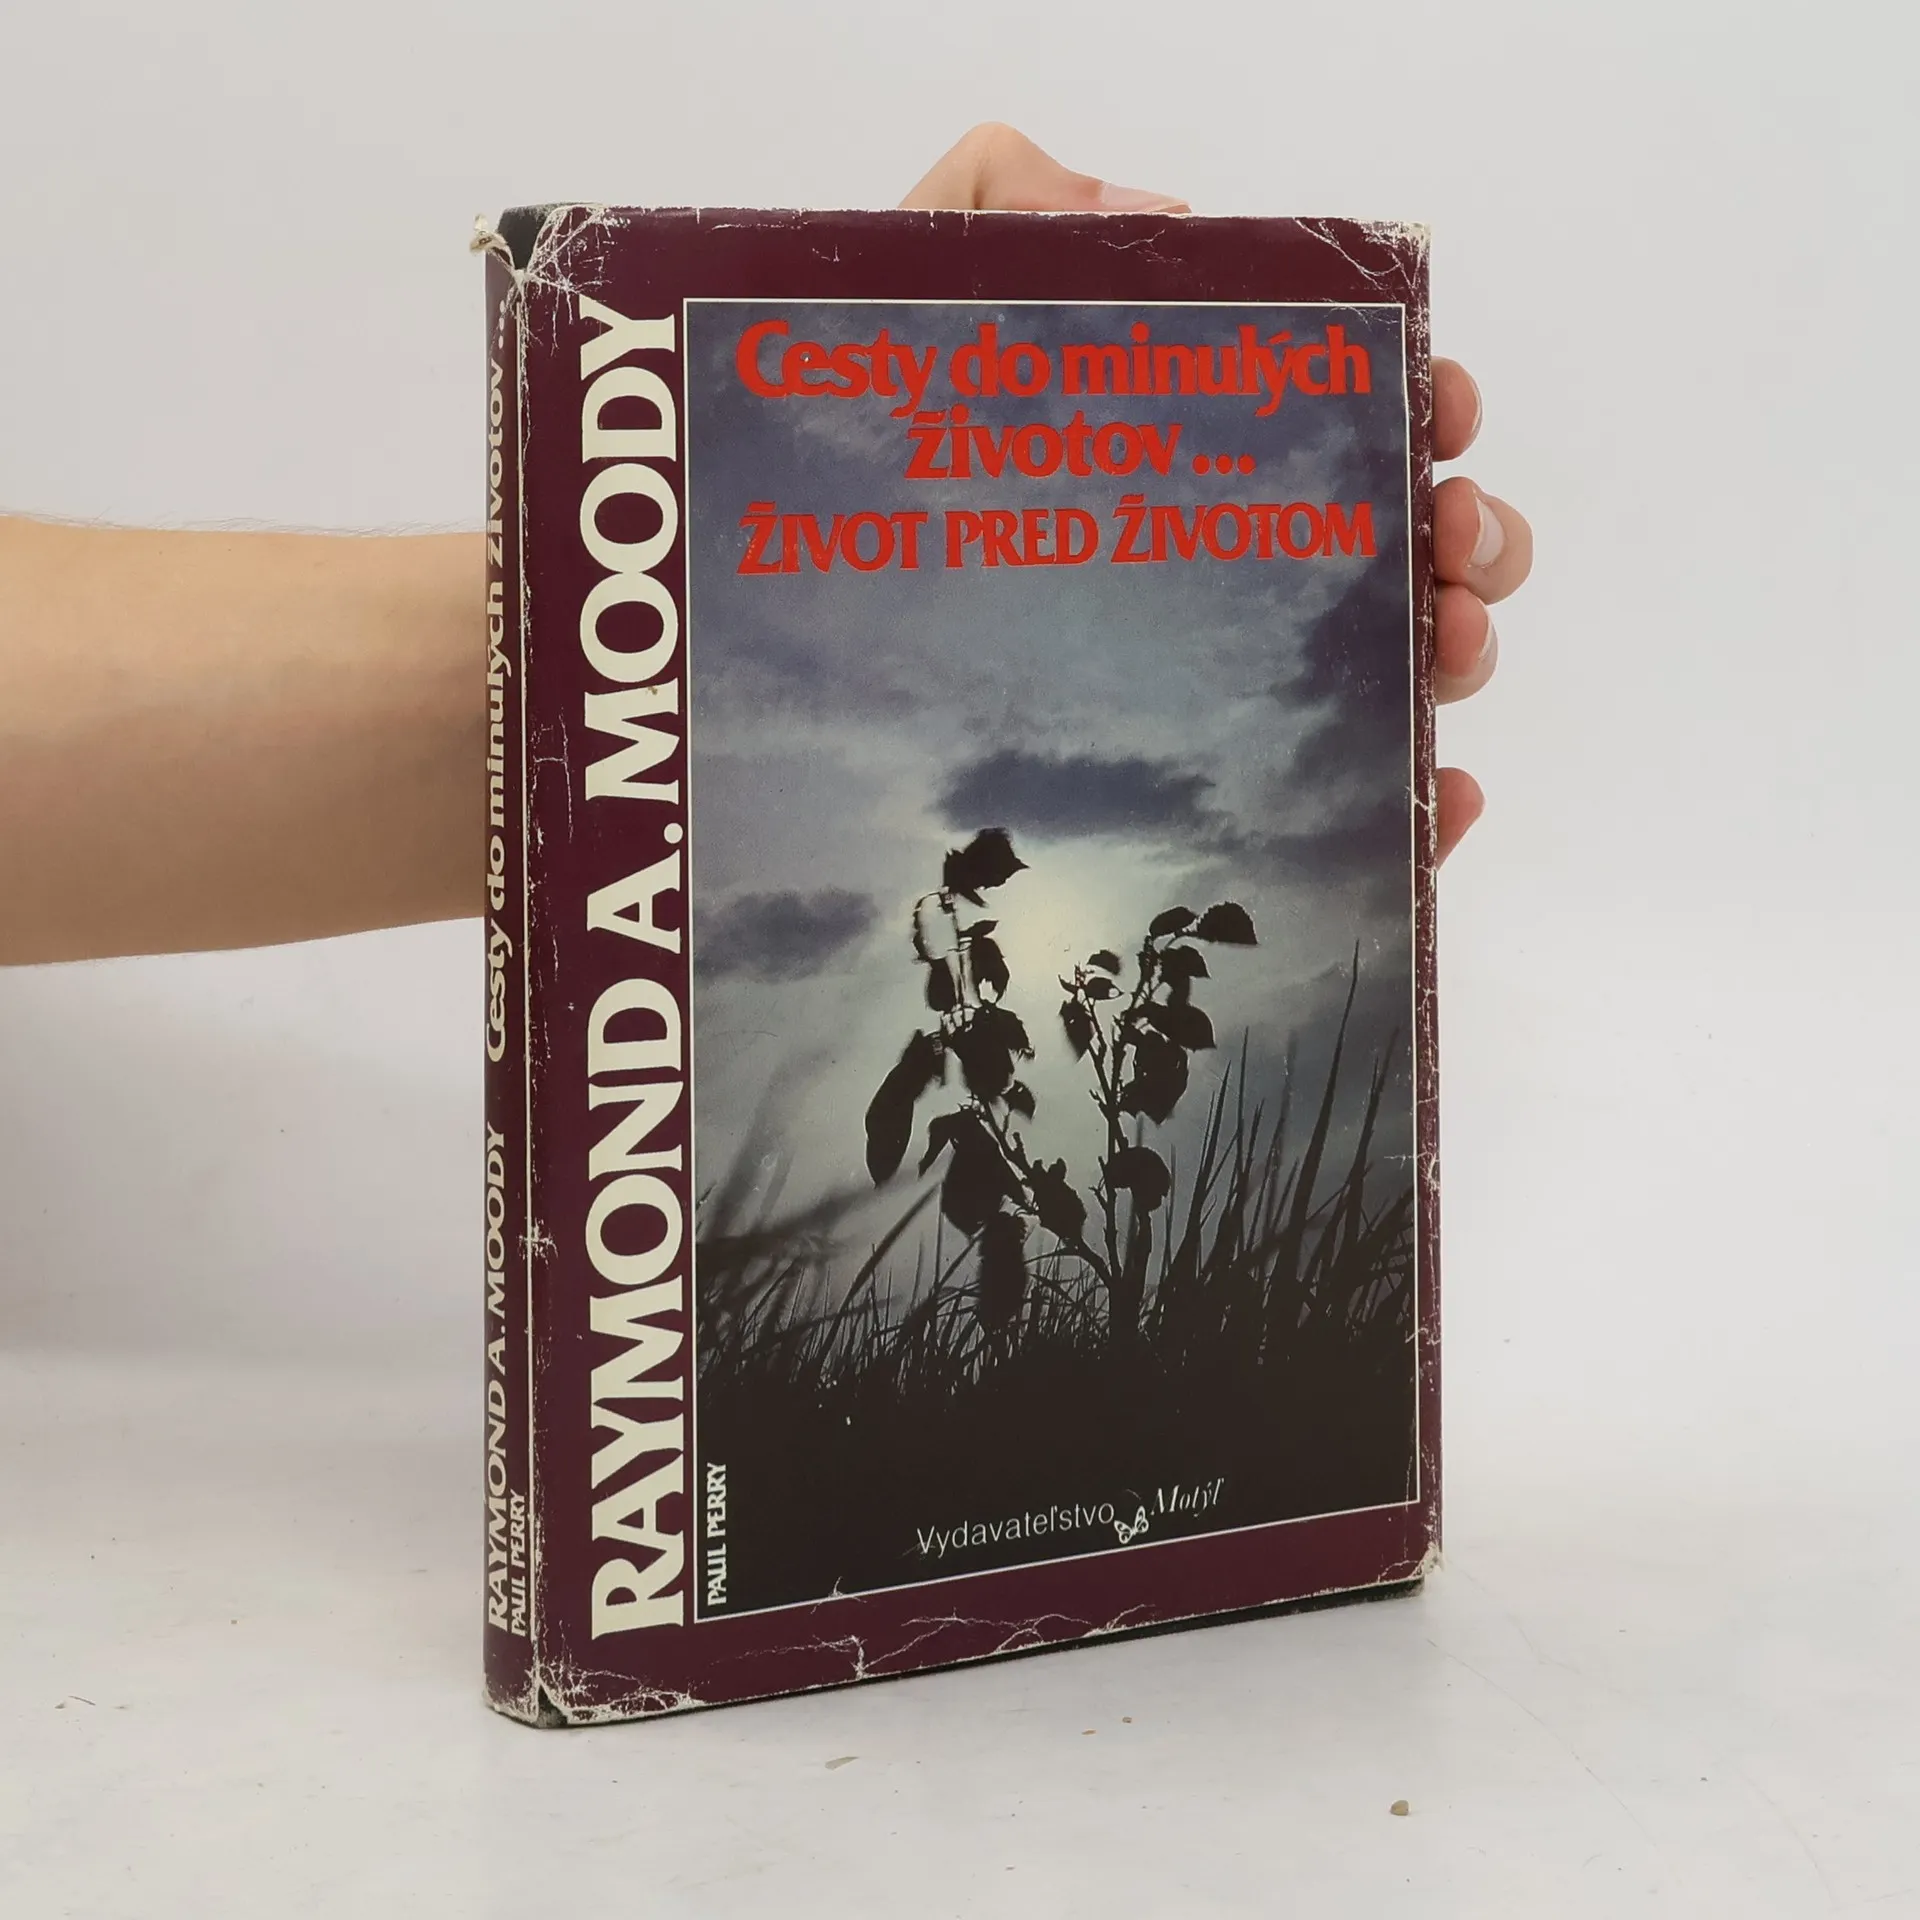 RAYMOND A. MOODY Cesty do minulých životov...
PAUL PERRY
RAYMOND A. MOODY
Cesty do minulých
životov...
ŽIVOT PRED ŽIVOTOM
PAUL PERRY
Vydavateľstvo Motýľ